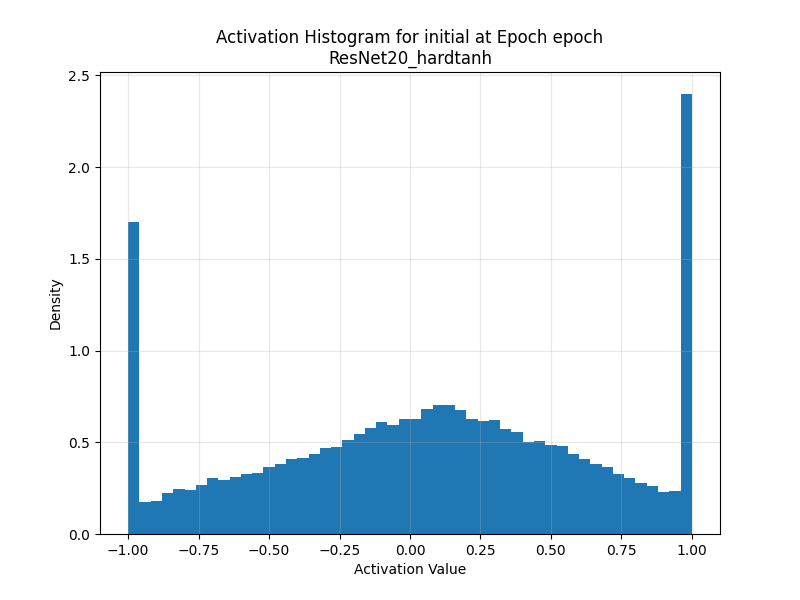 Activation Histogram for initial at Epoch epoch
ResNet20_hardtanh
2.5
2.0
1.5
1.0
0.5
0.0
Density
−1.00 −0.75 −0.50 −0.25 0.00 0.25 0.50 0.75 1.00
Activation Value